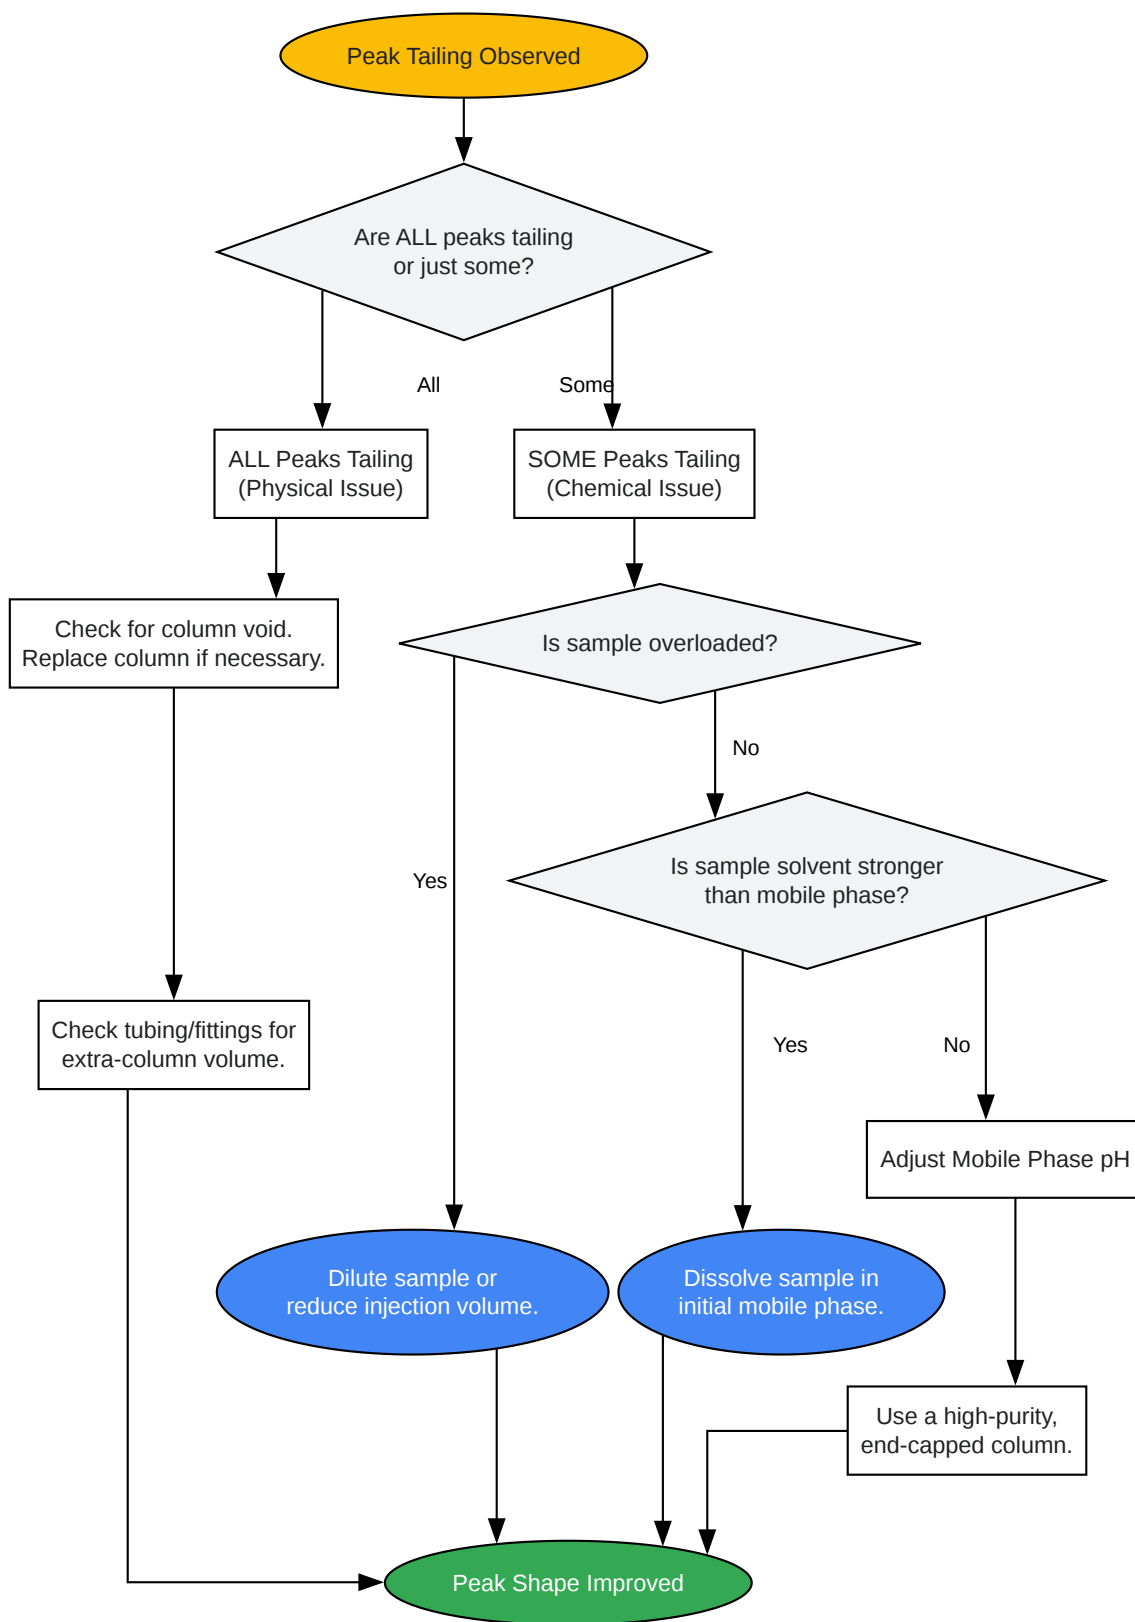 Peak Tailing Observed
Are ALL peaks tailing
or just some?
All
Some
ALL Peaks Tailing
(Physical Issue)
SOME Peaks Tailing
(Chemical Issue)
Check for column void.
Replace column if necessary.
Is sample overloaded?
No
Yes
Is sample solvent stronger
than mobile phase?
Check tubing/fittings for
extra-column volume.
Yes
No
Adjust Mobile Phase pH
Dilute sample or
reduce injection volume.
Dissolve sample in
initial mobile phase.
Use a high-purity,
end-capped column.
Peak Shape Improved